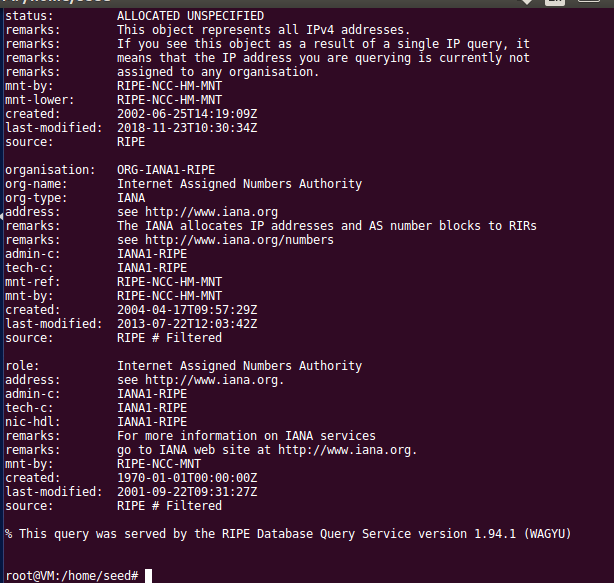 status:         ALLOCATED UNSPECIFIED
remarks:        This object represents all IPv4 addresses.
remarks:        If you see this object as a result of a single IP query, it
remarks:        means that the IP address you are querying is currently not
remarks:        assigned to any organisation.
mnt-by:         RIPE-NCC-HM-MNT
mnt-lower:      RIPE-NCC-HM-MNT
created:        2002-06-25T14:19:09Z
last-modified:  2018-11-23T10:30:34Z
source:         RIPE

organisation:   ORG-IANA1-RIPE
org-name:       Internet Assigned Numbers Authority
org-type:       IANA
address:        see http://www.iana.org
remarks:        The IANA allocates IP addresses and AS number blocks to RIRs
remarks:        see http://www.iana.org/numbers
admin-c:        IANA1-RIPE
tech-c:         IANA1-RIPE
mnt-ref:        RIPE-NCC-HM-MNT
mnt-by:         RIPE-NCC-HM-MNT
created:        2004-04-17T09:57:29Z
last-modified:  2013-07-22T12:03:42Z
source:         RIPE # Filtered

role:           Internet Assigned Numbers Authority
address:        see http://www.iana.org.
admin-c:        IANA1-RIPE
tech-c:         IANA1-RIPE
nic-hdl:        IANA1-RIPE
remarks:        For more information on IANA services
remarks:        go to IANA web site at http://www.iana.org.
mnt-by:         RIPE-NCC-MNT
created:        1970-01-01T00:00:00Z
last-modified:  2001-09-22T09:31:27Z
source:         RIPE # Filtered

% This query was served by the RIPE Database Query Service version 1.94.1 (WAGYU)

root@VM:/home/seed#